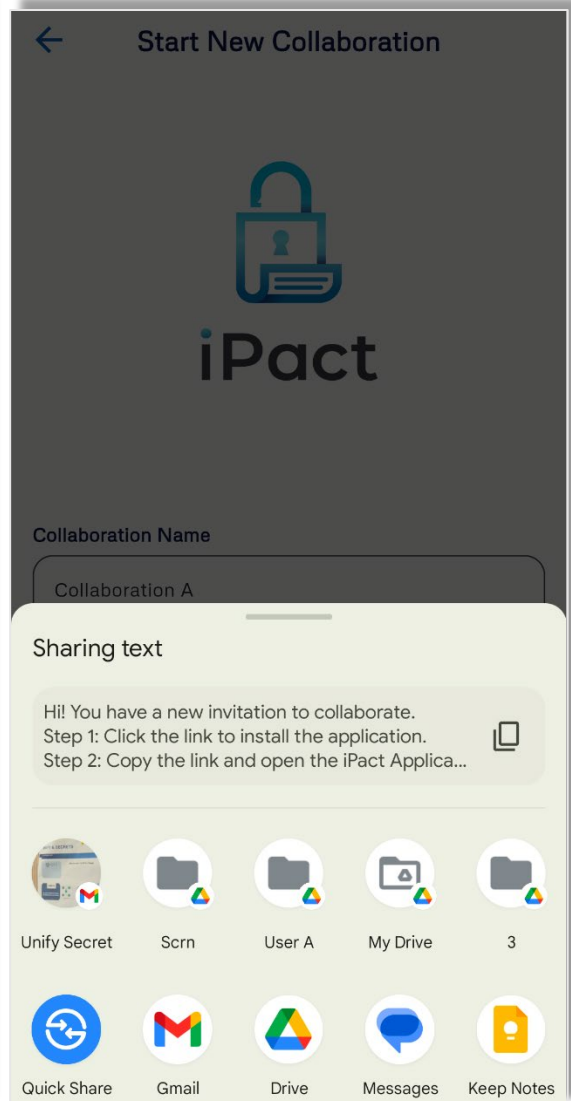 Start New Collaboration
iPact
Collaboration Name
Collaboration A
Sharing text
Hi! You have a new invitation to collaborate.
Step 1: Click the link to install the application.
Step 2: Copy the link and open the iPact Applica...
Unify Secret
Scrn
User A
My Drive
3
Quick Share
Gmail
Drive
Messages
Keep Notes